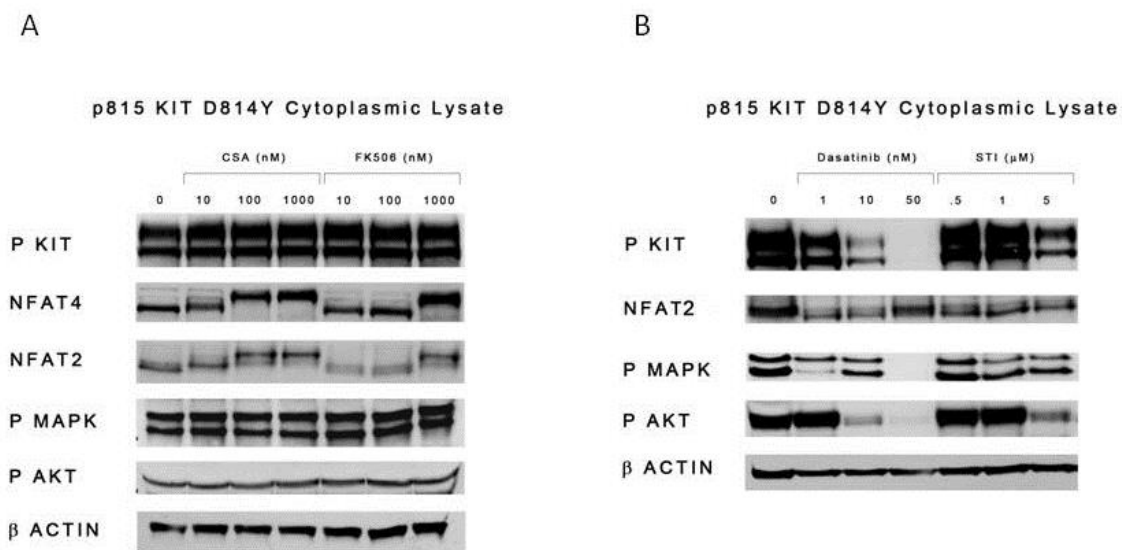 A
p815 KIT D814Y Cytoplasmic Lysate
CSA (nM) FK506 (nM)
0 10 100 1000 10 100 1000
P KIT
NFAT4
NFAT2
P MAPK
P AKT
β ACTIN
B
p815 KIT D814Y Cytoplasmic Lysate
Dasatinib (nM) STI (μM)
0 1 10 50 .5 1 5
P KIT
NFAT2
P MAPK
P AKT
β ACTIN